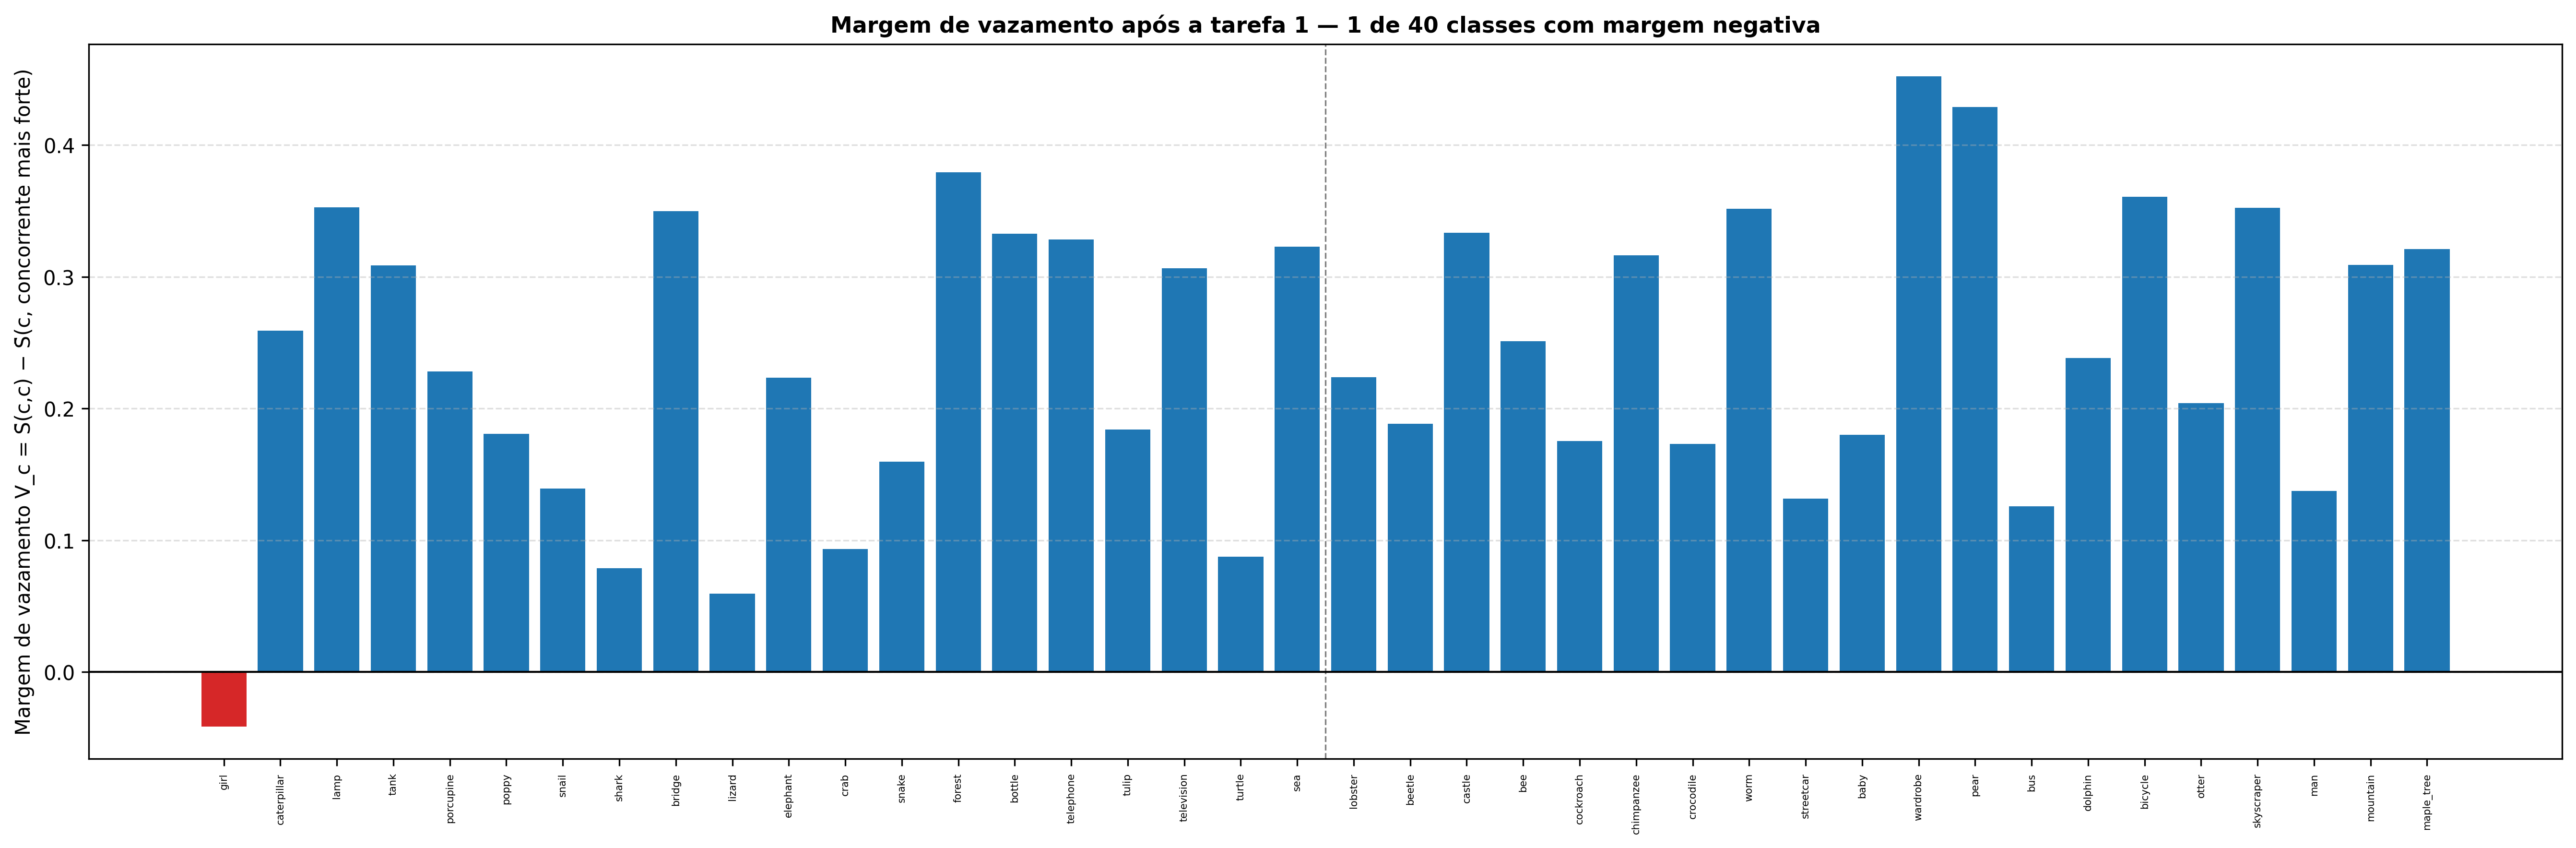 Margem de vazamento após a tarefa 1 — 1 de 40 classes com margem negativa
Margem de vazamento V_c = S(c,c) − S(c, concorrente mais forte)
0.4
0.3
0.2
0.1
0.0
girl
caterpillar
lamp
tank
porcupine
poppy
snail
shark
bridge
lizard
elephant
crab
snake
forest
bottle
telephone
tulip
television
turtle
sea
lobster
beetle
castle
bee
cockroach
chimpanzee
crocodile
worm
streetcar
baby
wardrobe
pear
bus
dolphin
bicycle
otter
skyscraper
man
mountain
maple_tree